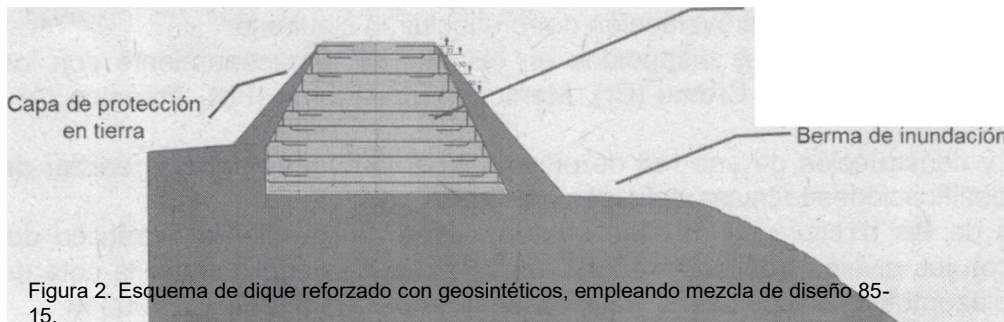 Capa de protección
en tierra
Berma de inundación
Figura 2. Esquema de dique reforzado con geosintéticos, empleando mezcla de diseño 85-
15.